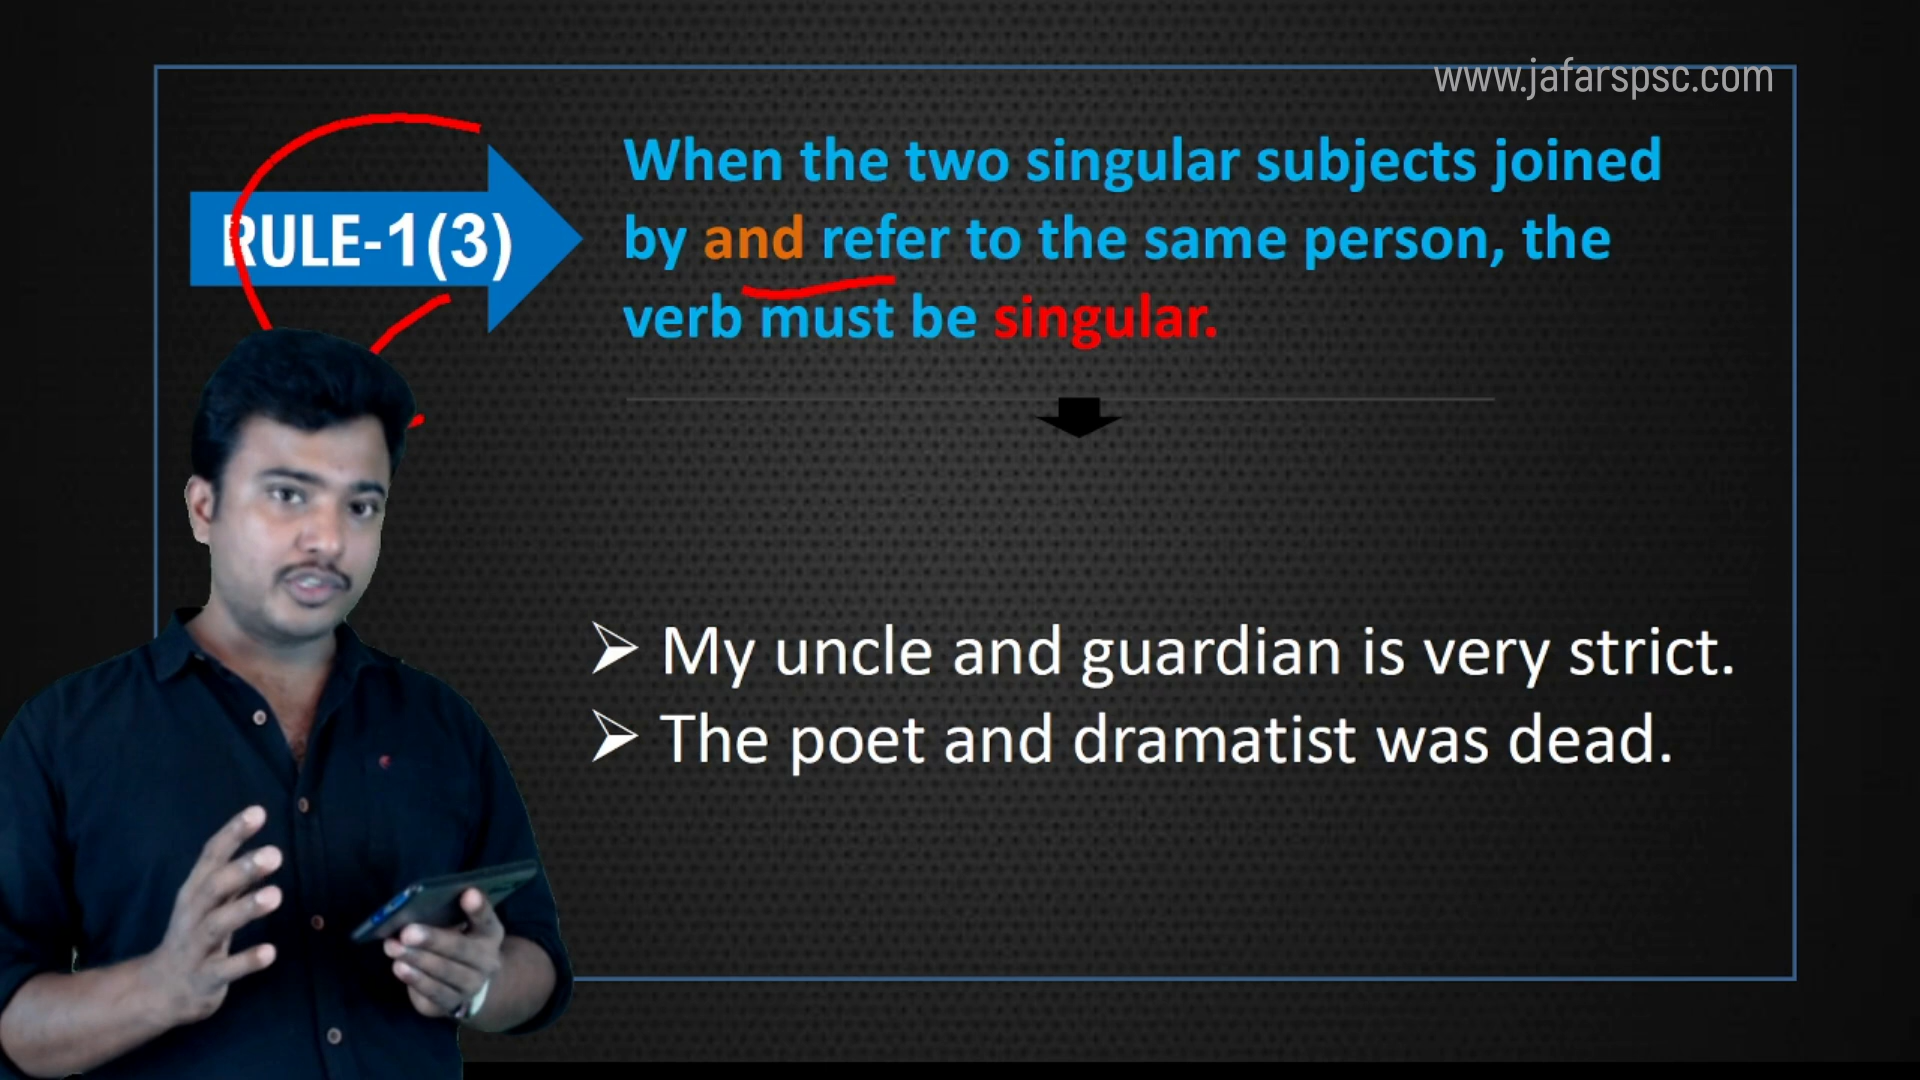 www.jafarspsc.com
RULE-1(3)
When the two singular subjects joined
by and refer to the same person, the
verb must be singular.
➢ My uncle and guardian is very strict.
➢ The poet and dramatist was dead.